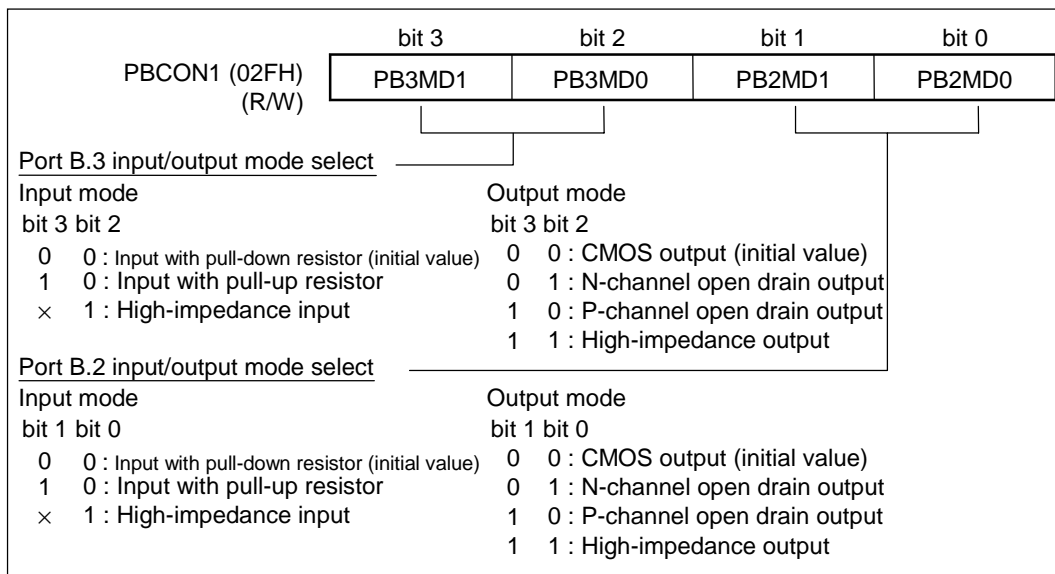 bit 3 bit 2 bit 1 bit 0
PBCON1 (02FH) PB3MD1 PB3MD0 PB2MD1 PB2MD0
(R/W)
Port B.3 input/output mode select
Input mode Output mode
bit 3 bit 2 bit 3 bit 2
0 0 : Input with pull-down resistor (initial value) 0 0 : CMOS output (initial value)
1 0 : Input with pull-up resistor 0 1 : N-channel open drain output
× 1 : High-impedance input 1 0 : P-channel open drain output
1 1 : High-impedance output
Port B.2 input/output mode select
Input mode Output mode
bit 1 bit 0 bit 1 bit 0
0 0 : Input with pull-down resistor (initial value) 0 0 : CMOS output (initial value)
1 0 : Input with pull-up resistor 0 1 : N-channel open drain output
× 1 : High-impedance input 1 0 : P-channel open drain output
1 1 : High-impedance output